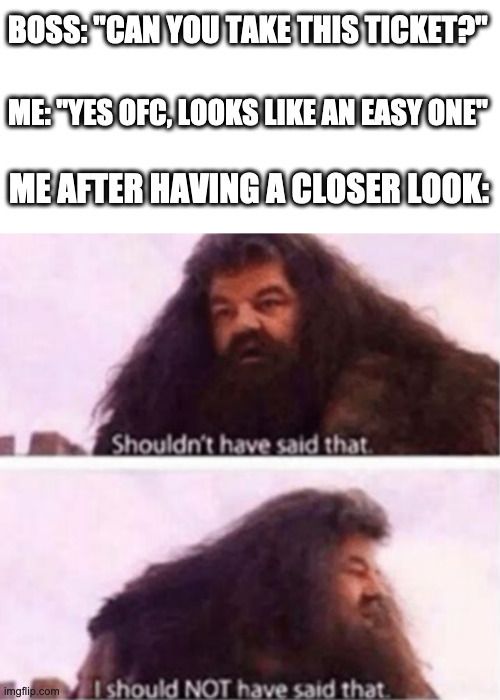 BOSS: "CAN YOU TAKE THIS TICKET?"
ME: "YES OFC, LOOKS LIKE AN EASY ONE"
ME AFTER HAVING A CLOSER LOOK:
Shouldn't have said that.
I should NOT have said that.
imgflip.com